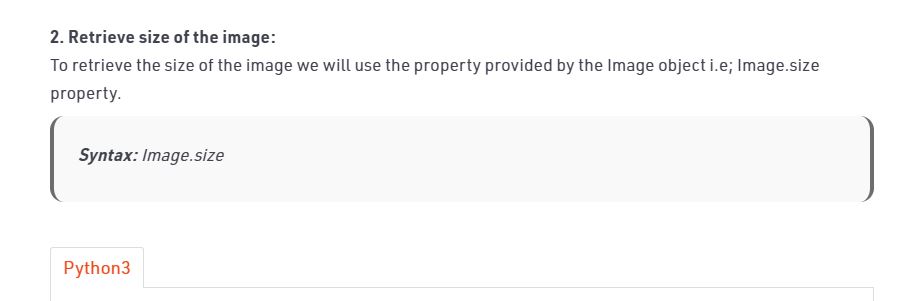 2. Retrieve size of the image:
To retrieve the size of the image we will use the property provided by the Image object i.e; Image.size
property.
Syntax: Image.size
Python3